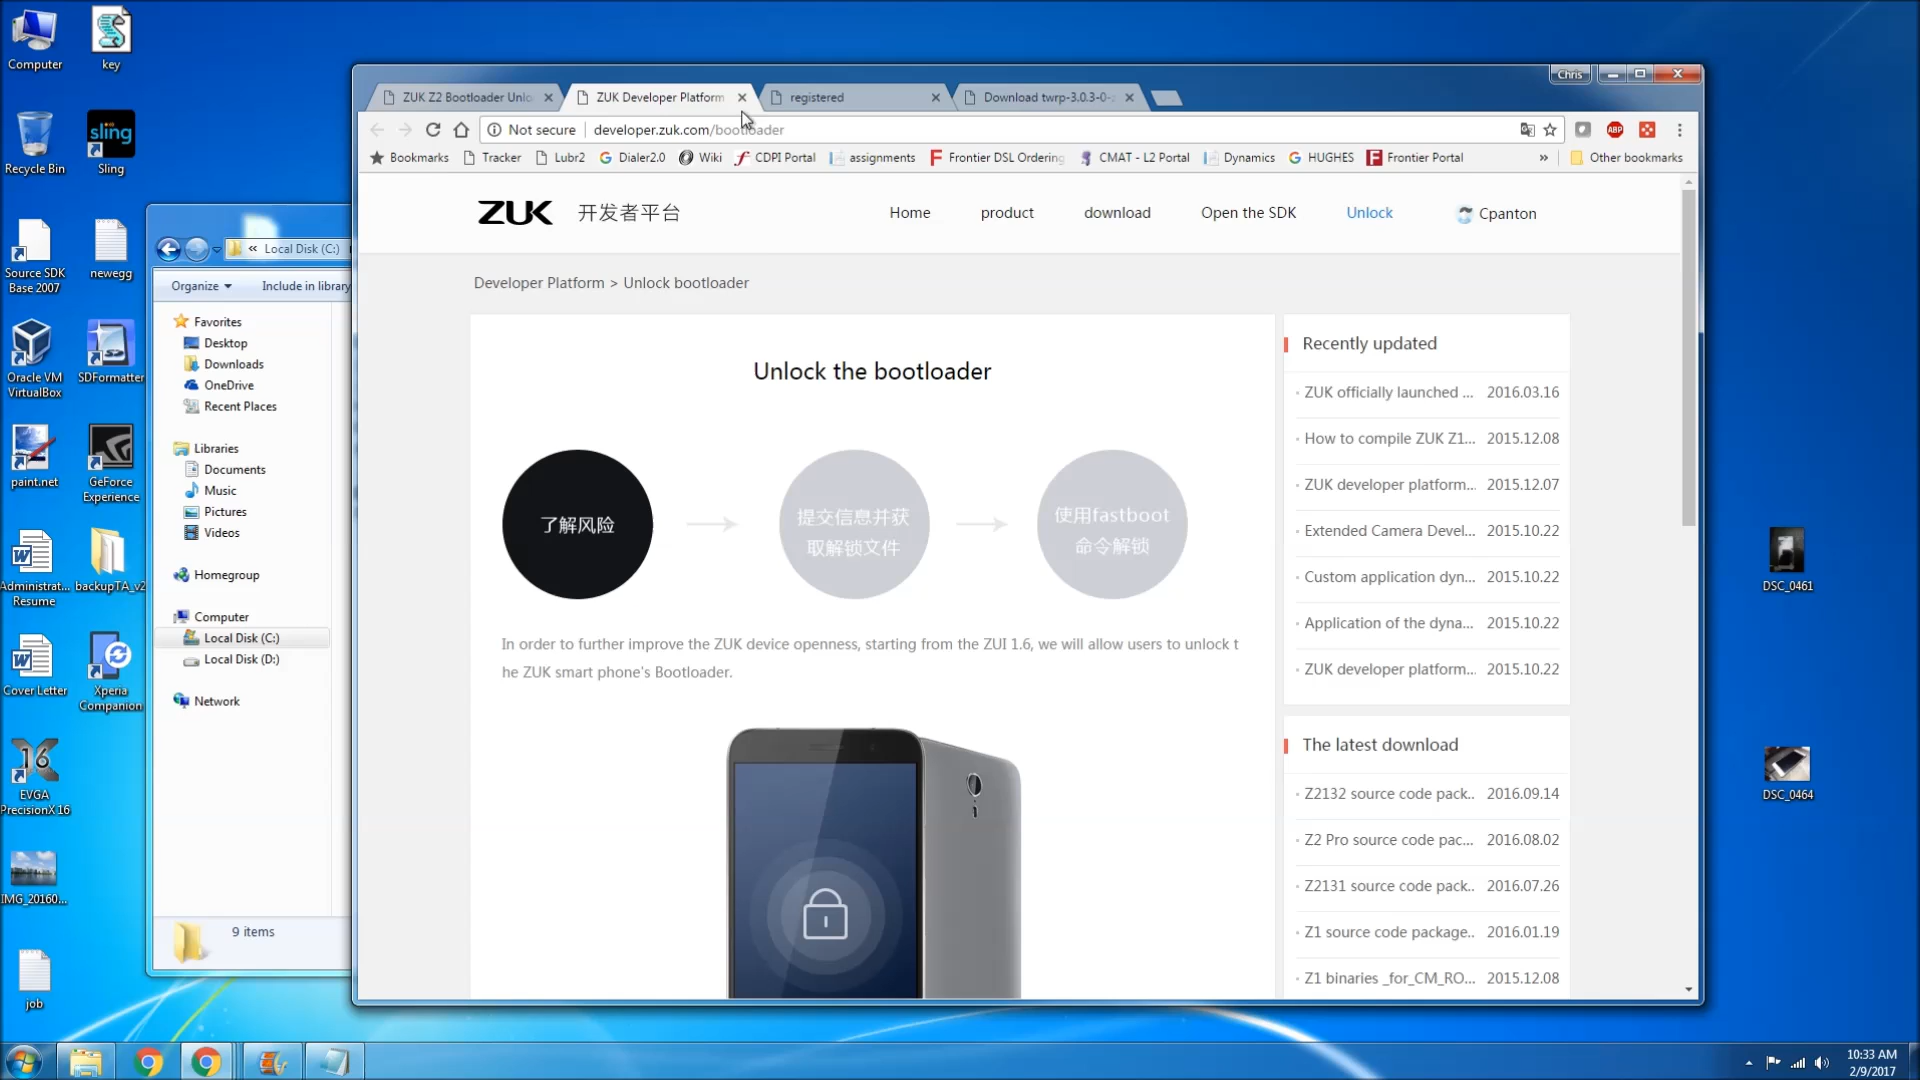 Computer
key
Recycle Bin
sling
Sling
Source SDK
Base 2007
newegg
Oracle VM
VirtualBox
SDFormatter
paint.net
GeForce
Experience
Administrat...
Resume
backupTA_v2
Cover Letter
Xperia
Companion
EVGA
PrecisionX 16
IMG_20160...
job
« Local Disk (C:)
Organize
Include in library
Favorites
Desktop
Downloads
OneDrive
Recent Places
Libraries
Documents
Music
Pictures
Videos
Homegroup
Computer
Local Disk (C:)
Local Disk (D:)
Network
9 items
Chris
ZUK Z2 Bootloader Unlo
ZUK Developer Platform
registered
Download twrp-3.0.3-0-
Not secure
developer.zuk.com/bootloader
ABP
Bookmarks
Tracker
Lubr2
Dialer2.0
Wiki
CDPI Portal
assignments
Frontier DSL Ordering
CMAT - L2 Portal
Dynamics
HUGHES
Frontier Portal
»
Other bookmarks
ZUK 开发者平台
Home
product
download
Open the SDK
Unlock
Cpanton
Developer Platform > Unlock bootloader
Unlock the bootloader
了解风险
提交信息并获
取解锁文件
使用fastboot
命令解锁
In order to further improve the ZUK device openness, starting from the ZUI 1.6, we will allow users to unlock t
he ZUK smart phone's Bootloader.
Recently updated
ZUK officially launched ... 2016.03.16
How to compile ZUK Z1... 2015.12.08
ZUK developer platform... 2015.12.07
Extended Camera Devel... 2015.10.22
Custom application dyn... 2015.10.22
Application of the dyna... 2015.10.22
ZUK developer platform... 2015.10.22
The latest download
Z2132 source code pack.. 2016.09.14
Z2 Pro source code pac... 2016.08.02
Z2131 source code pack.. 2016.07.26
Z1 source code package.. 2016.01.19
Z1 binaries _for_CM_RO... 2015.12.08
DSC_0461
DSC_0464
10:33 AM
2/9/2017